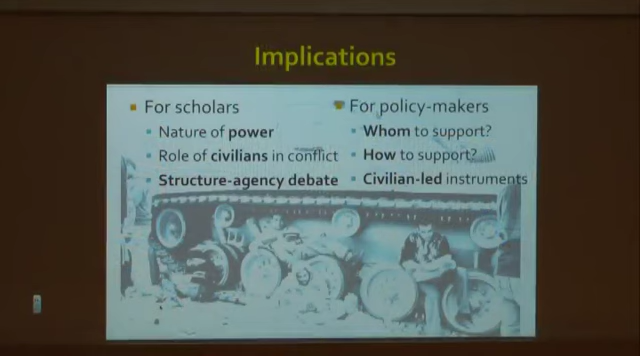 Implications
For scholars
Nature of power
Role of civilians in conflict
Structure-agency debate
For policy-makers
Whom to support?
How to support?
Civilian-led instruments